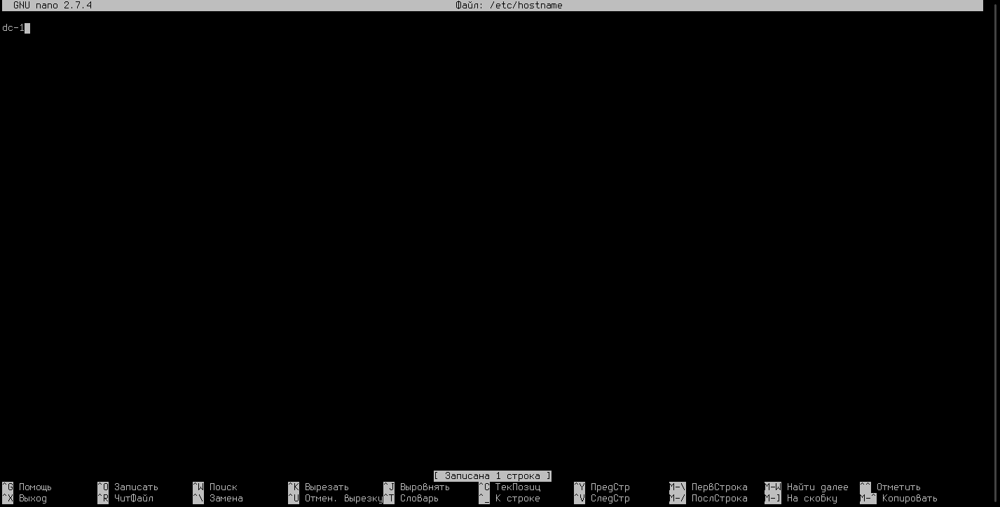 GNU nano 2.7.4 Файл: /etc/hostname
dc-1
[ Записана 1 строка ]
^G Помощь ^O Записать ^W Поиск ^K Вырезать ^J Выровнять ^C ТекПозиц ^Y ПредСтр M-\ ПервСтрока M-W Найти далее ^^ Отметить
^X Выход ^R ЧитФайл ^\ Замена ^U Отмен. вырезку ^T Словарь ^_ К строке ^V СледСтр M-/ ПослСтрока M-] На скобку M-^ Копировать